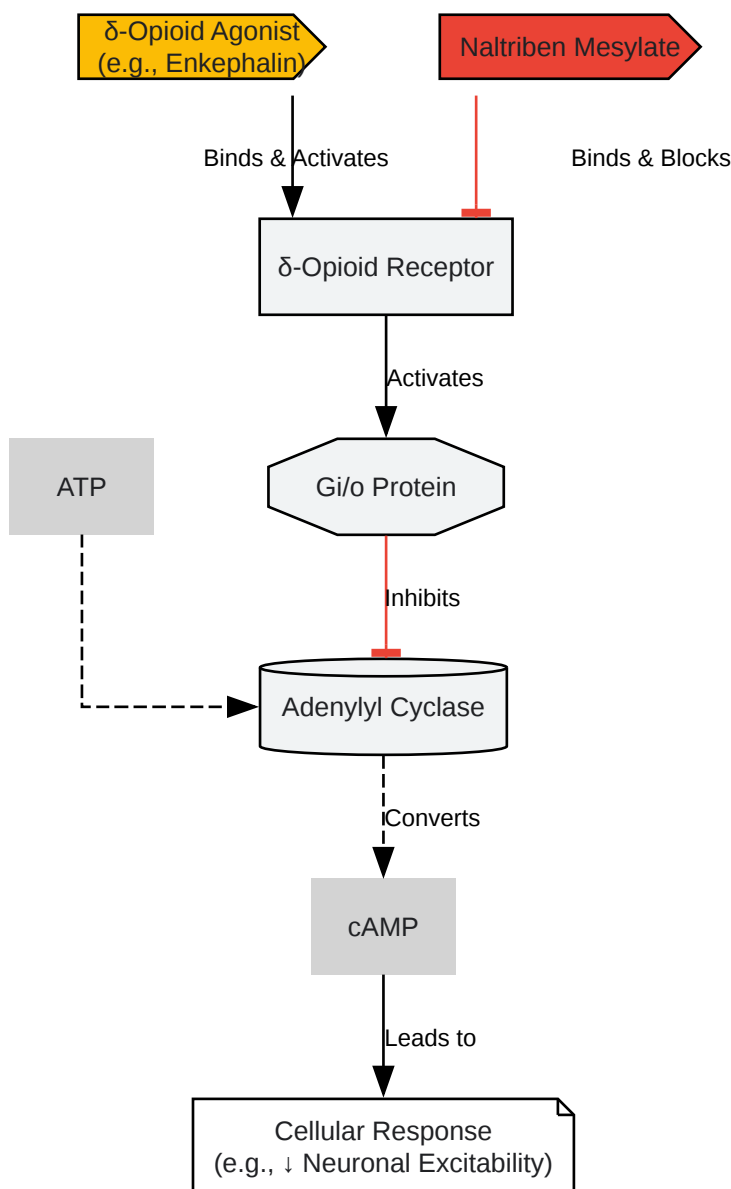 δ-Opioid Agonist
(e.g., Enkephalin)
Naltriben Mesylate
Binds & Activates
Binds & Blocks
δ-Opioid Receptor
Activates
ATP
Gi/o Protein
Inhibits
Adenylyl Cyclase
Converts
cAMP
Leads to
Cellular Response
(e.g., ↓ Neuronal Excitability)